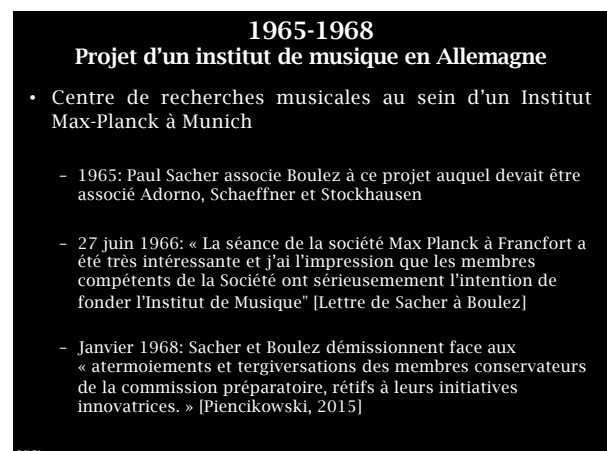 1965-1968
Projet d’un institut de musique en Allemagne
• Centre de recherches musicales au sein d’un Institut
Max-Planck à Munich
– 1965: Paul Sacher associe Boulez à ce projet auquel devait être
associé Adorno, Schaeffner et Stockhausen
– 27 juin 1966: « La séance de la société Max Planck à Francfort a
été très intéressante et j’ai l’impression que les membres
compétents de la Société ont sérieusemement l’intention de
fonder l’Institut de Musique" [Lettre de Sacher à Boulez]
– Janvier 1968: Sacher et Boulez démissionnent face aux
« atermoiements et tergiversations des membres conservateurs
de la commission préparatoire, rétifs à leurs initiatives
innovatrices. » [Piencikowski, 2015]